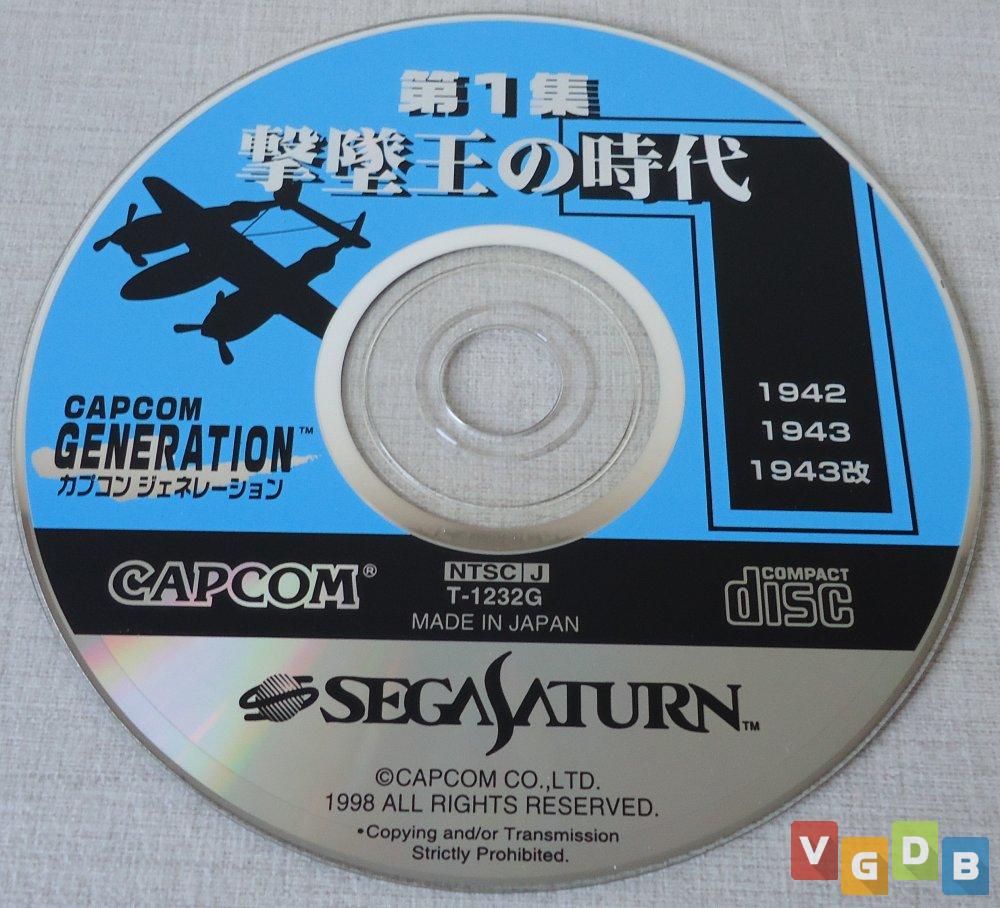 第1集
撃墜王の時代
1942
1943
1943改
CAPCOM
GENERATION™
カプコン ジェネレーション
CAPCOM®
NTSC J
T-1232G
MADE IN JAPAN
COMPACT
disc
SEGA SATURN™
©CAPCOM CO.,LTD.
1998 ALL RIGHTS RESERVED.
•Copying and/or Transmission
Strictly Prohibited.
VGDB